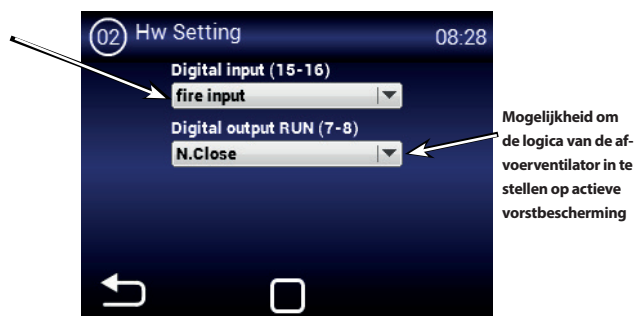 02 Hw Setting 08:28
Digital input (15-16)
fire input
Digital output RUN (7-8)
N.Close
Mogelijkheid om
de logica van de af-
voerventilator in te
stellen op actieve
vorstbescherming